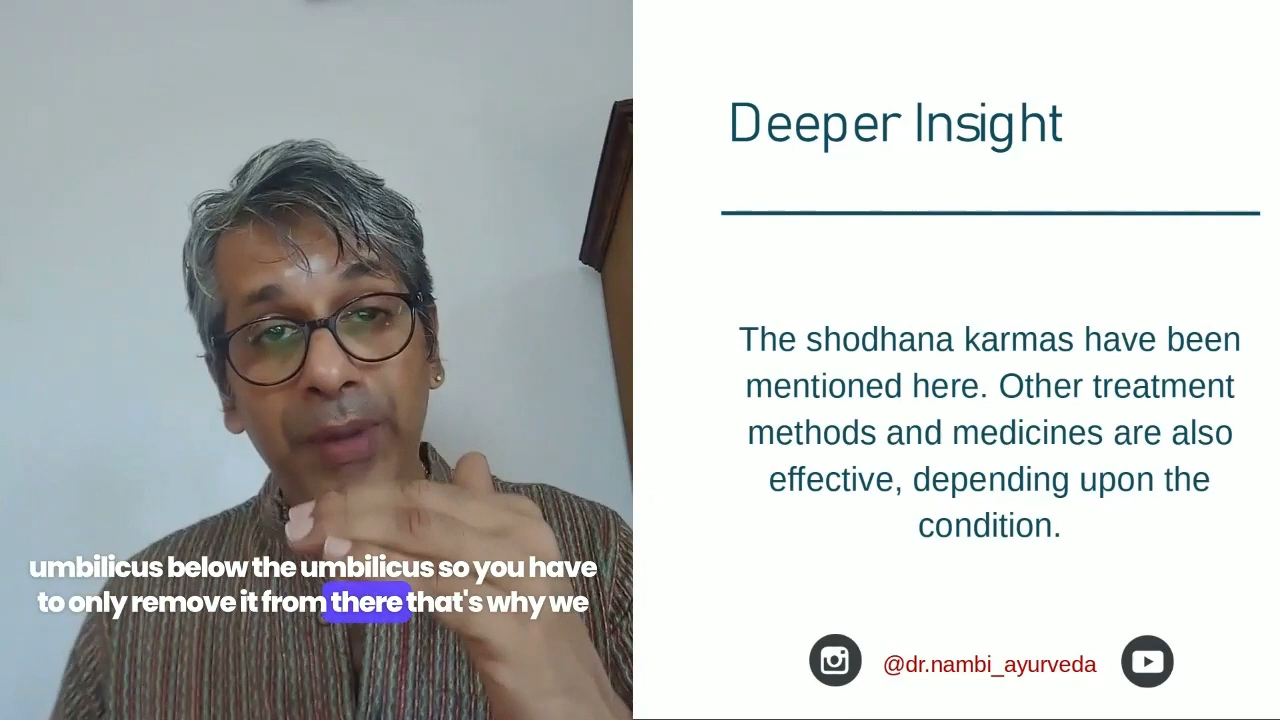 Deeper Insight
The shodhana karmas have been
mentioned here. Other treatment
methods and medicines are also
effective, depending upon the
condition.
umbilicus below the umbilicus so you have
to only remove it from there that's why we
@dr.nambi_ayurveda